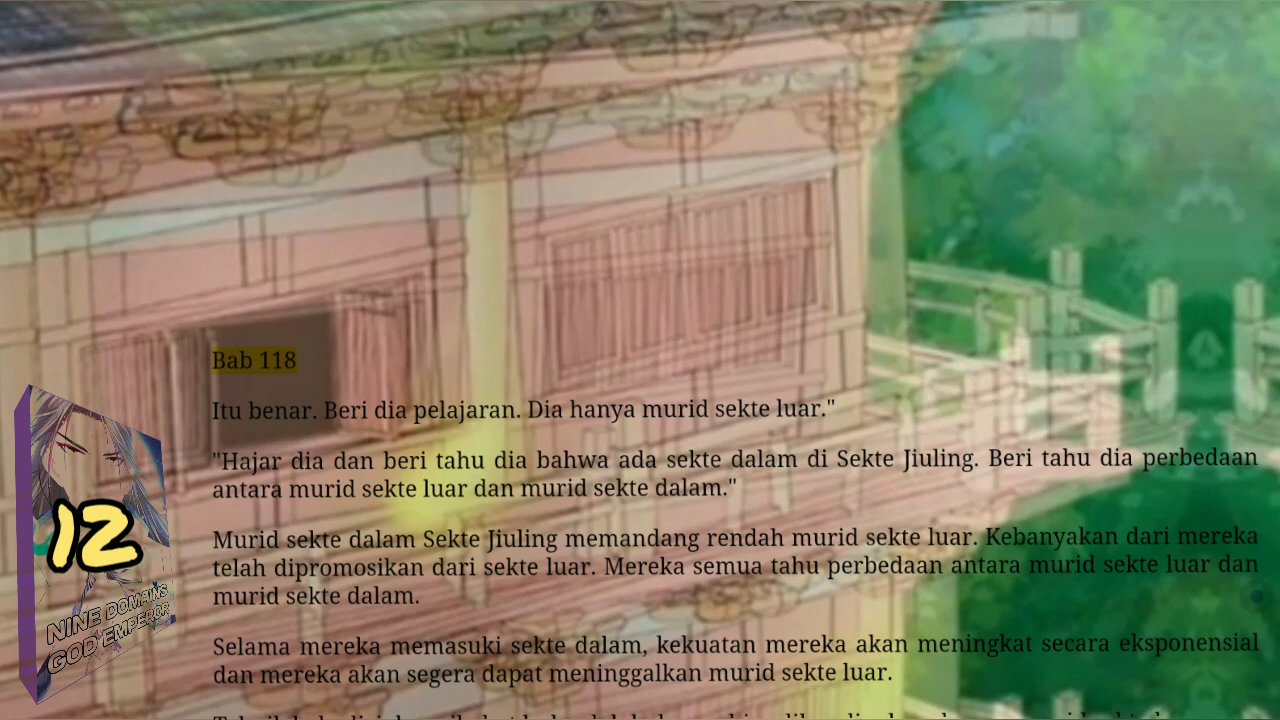 Bab 118
Itu benar. Beri dia pelajaran. Dia hanya murid sekte luar."
"Hajar dia dan beri tahu dia bahwa ada sekte dalam di Sekte Jiuling. Beri tahu dia perbedaan
antara murid sekte luar dan murid sekte dalam."
Murid sekte dalam Sekte Jiuling memandang rendah murid sekte luar. Kebanyakan dari mereka
telah dipromosikan dari sekte luar. Mereka semua tahu perbedaan antara murid sekte luar dan
murid sekte dalam.
Selama mereka memasuki sekte dalam, kekuatan mereka akan meningkat secara eksponensial
dan mereka akan segera dapat meninggalkan murid sekte luar.
12
NINE DOMAINS
GOD EMPEROR